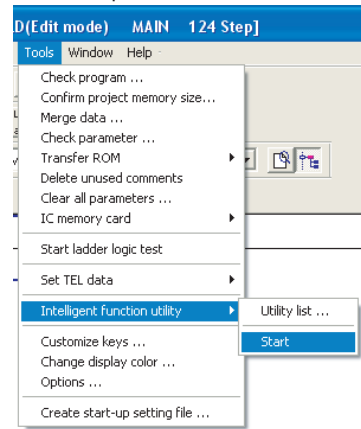 D(Edit mode) MAIN 124 Step]
Tools Window Help
Check program ...
Confirm project memory size...
Merge data ...
Check parameter ...
Transfer ROM
Delete unused comments
Clear all parameters ...
IC memory card
Start ladder logic test
Set TEL data
Intelligent function utility
Utility list ...
Start
Customize keys ...
Change display color ...
Options ...
Create start-up setting file ...